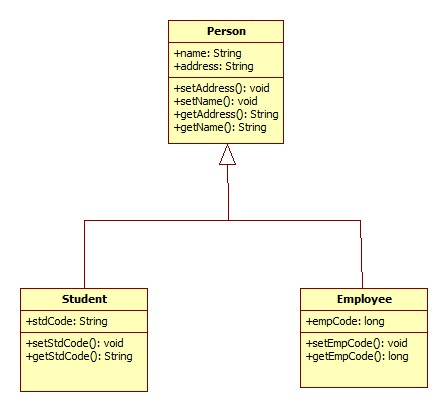 Person
+name: String
+address: String
+setAddress(): void
+setName(): void
+getAddress(): String
+getName(): String
Student
+stdCode: String
+setStdCode(): void
+getStdCode(): String
Employee
+empCode: long
+setEmpCode(): void
+getEmpCode(): long